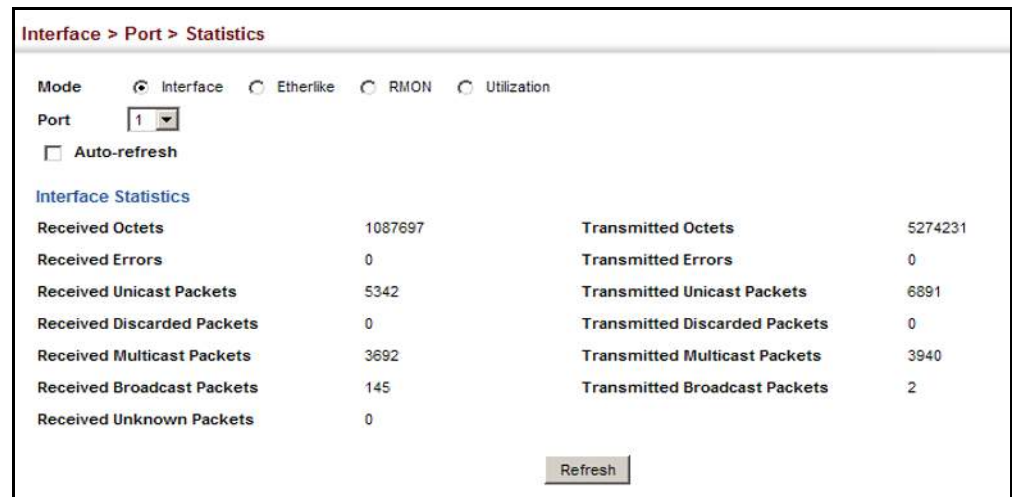 Interface > Port > Statistics
Mode Interface Etherlike RMON Utilization
Port 1
Auto-refresh
Interface Statistics
Received Octets 1087697 Transmitted Octets 5274231
Received Errors 0 Transmitted Errors 0
Received Unicast Packets 5342 Transmitted Unicast Packets 6891
Received Discarded Packets 0 Transmitted Discarded Packets 0
Received Multicast Packets 3692 Transmitted Multicast Packets 3940
Received Broadcast Packets 145 Transmitted Broadcast Packets 2
Received Unknown Packets 0
Refresh